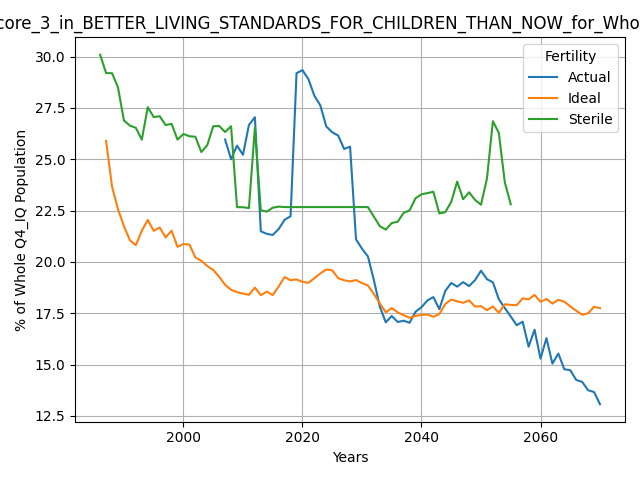 core_3_in_BETTER_LIVING_STANDARDS_FOR_CHILDREN_THAN_NOW_for_Who
Fertility
Actual
Ideal
Sterile
% of Whole Q4_IQ Population
30.0
27.5
25.0
22.5
20.0
17.5
15.0
12.5
2000
2020
2040
2060
Years